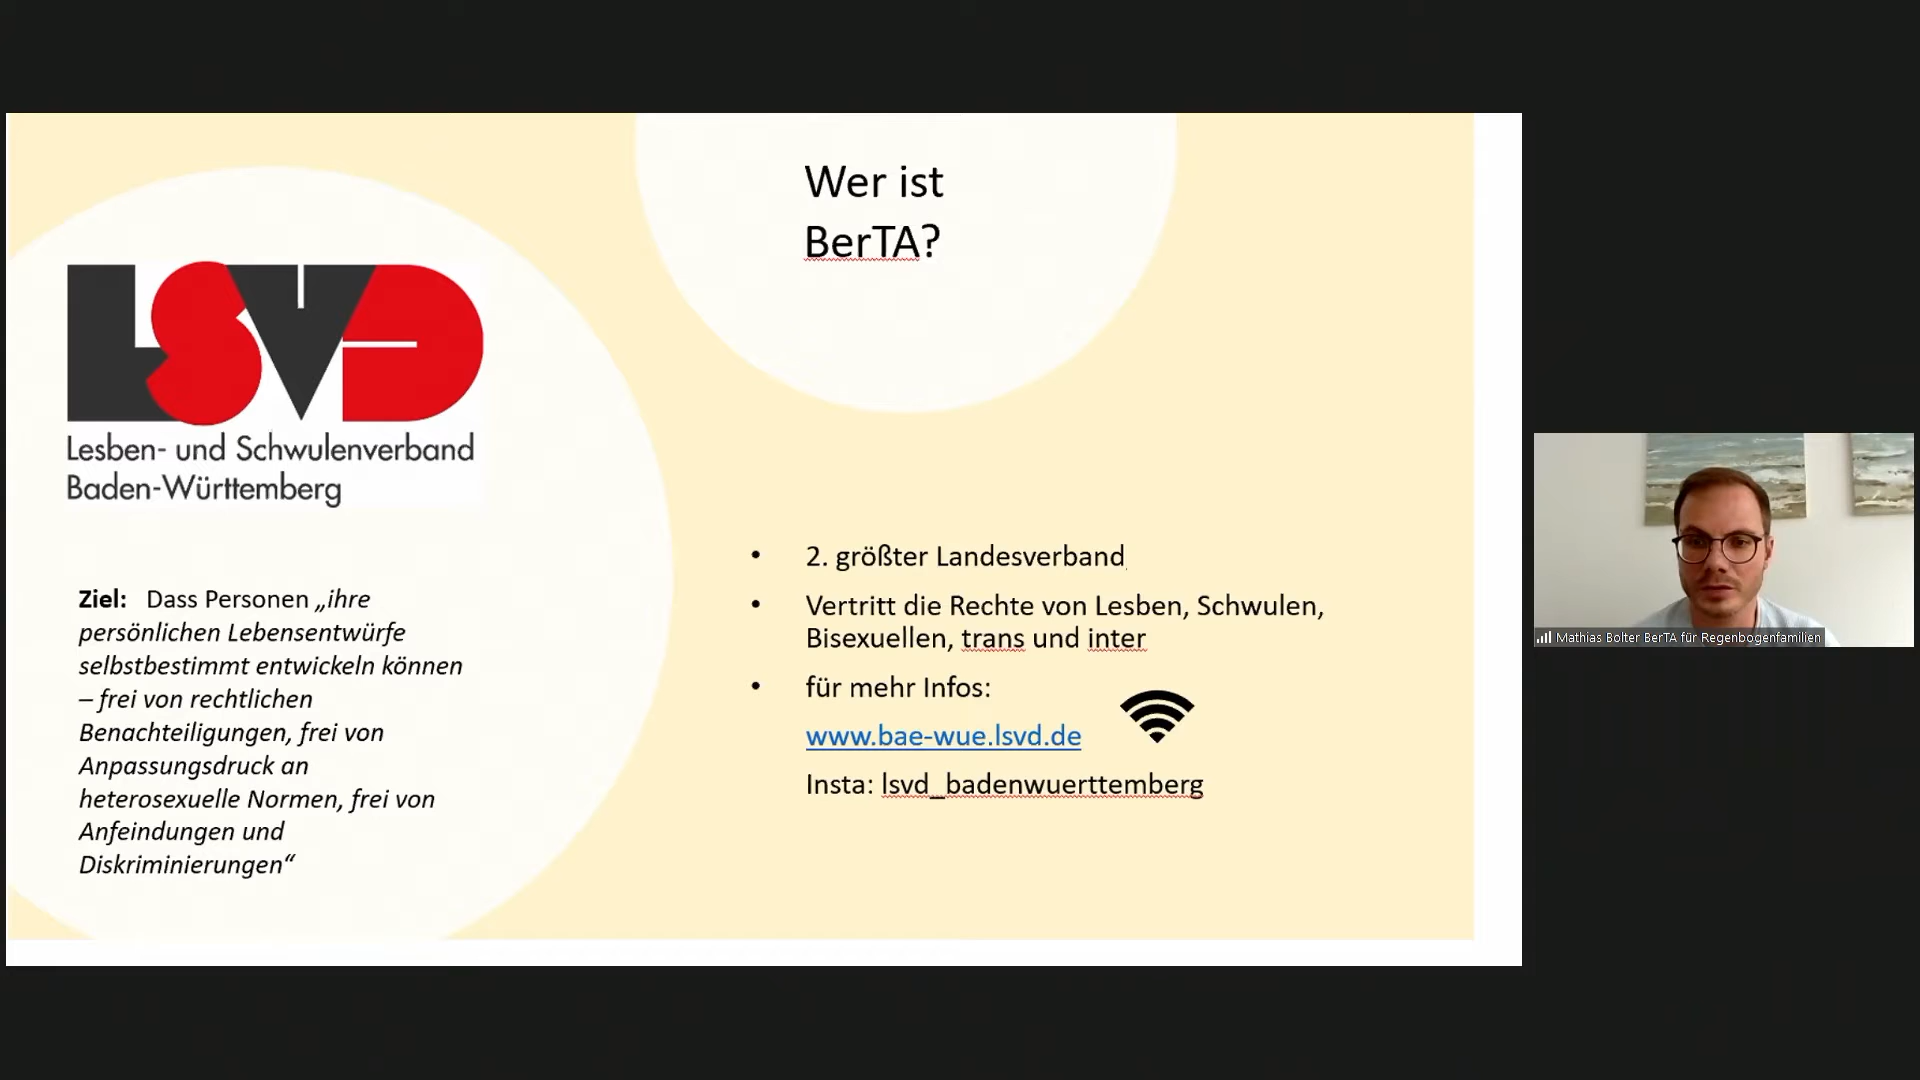 Wer ist
BerTA?
LSVD
Lesben- und Schwulenverband
Baden-Württemberg
Ziel: Dass Personen „ihre
persönlichen Lebensentwürfe
selbstbestimmt entwickeln können
– frei von rechtlichen
Benachteiligungen, frei von
Anpassungsdruck an
heterosexuelle Normen, frei von
Anfeindungen und
Diskriminierungen“
• 2. größter Landesverband
• Vertritt die Rechte von Lesben, Schwulen,
Bisexuellen, trans und inter
• für mehr Infos:
www.bae-wue.lsvd.de
Insta: lsvd_badenwuerttemberg
Mathias Bolter BerTA für Regenbogenfamilien